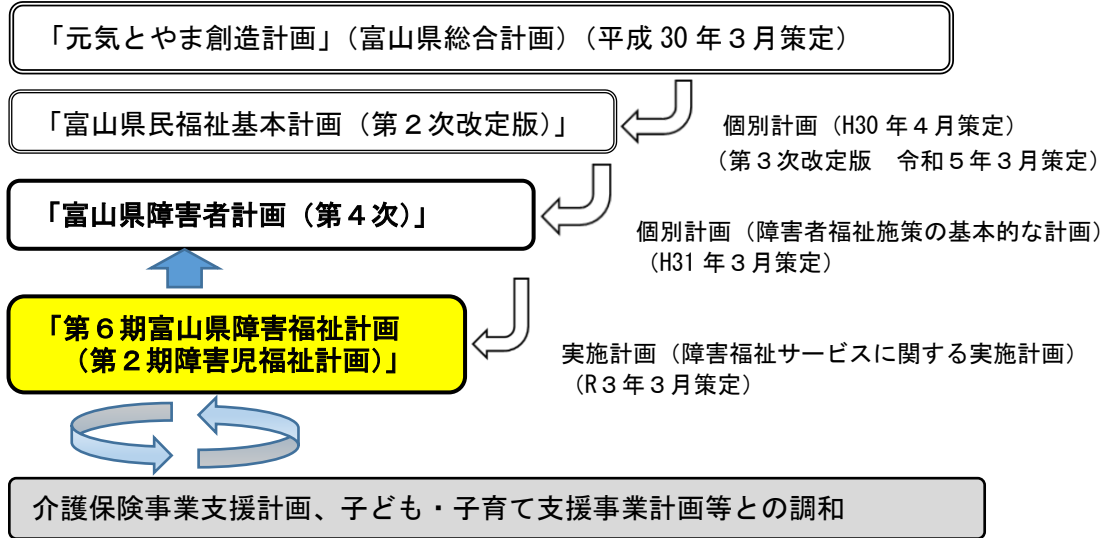 「元気とやま創造計画」（富山県総合計画）（平成 30 年３月策定）
「富山県民福祉基本計画（第２次改定版）」
個別計画（H30 年４月策定）
（第３次改定版　令和５年３月策定）
「富山県障害者計画（第４次）」
個別計画（障害者福祉施策の基本的な計画）
（H31 年３月策定）
「第６期富山県障害福祉計画
（第２期障害児福祉計画）」
実施計画（障害福祉サービスに関する実施計画）
（R３年３月策定）
介護保険事業支援計画、子ども・子育て支援事業計画等との調和